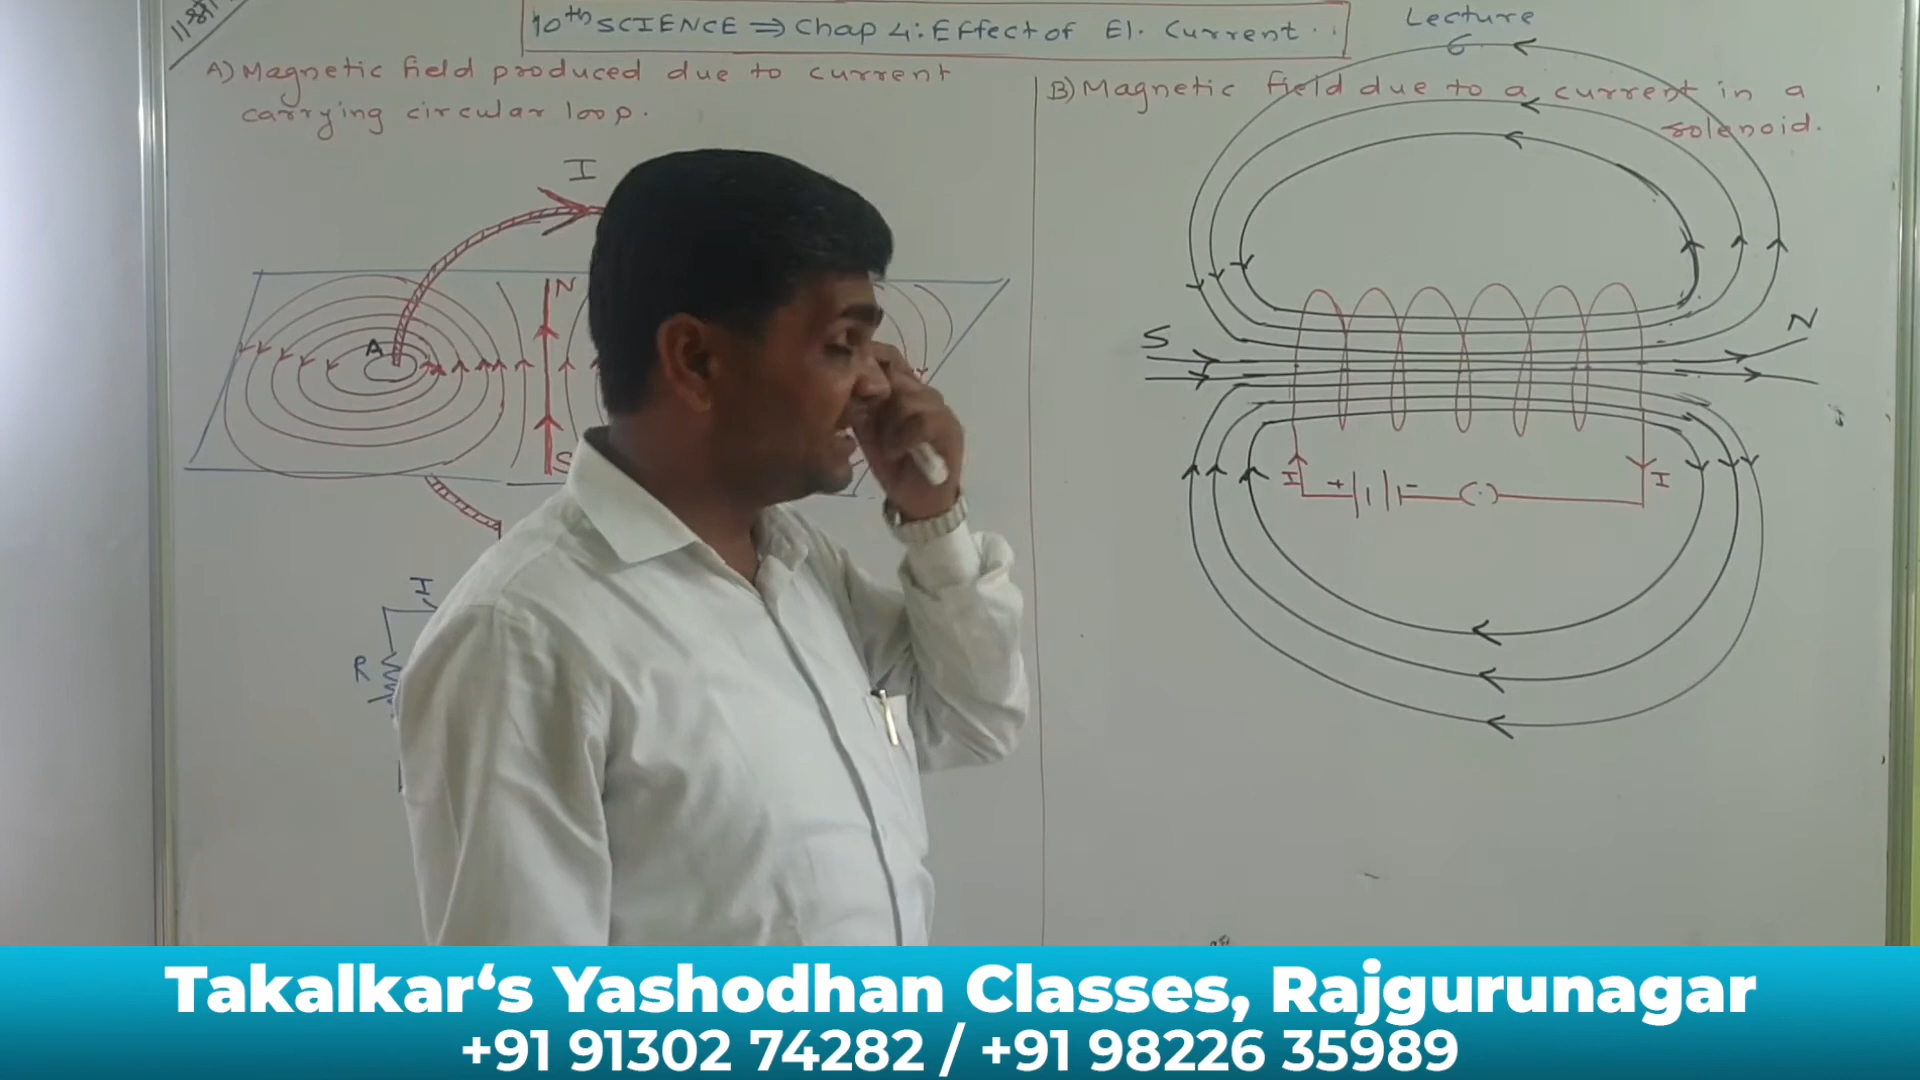 ॥श्री
10th SCIENCE ⇒ Chap 4: Effect of El. Current.
Lecture
6
A) Magnetic field produced due to current
carrying circular loop.
I
N
A
S
I
R
B) Magnetic field due to a current in a
solenoid.
S
N
I + - (·) I
Takalkar‘s Yashodhan Classes, Rajgurunagar
+91 91302 74282 / +91 98226 35989